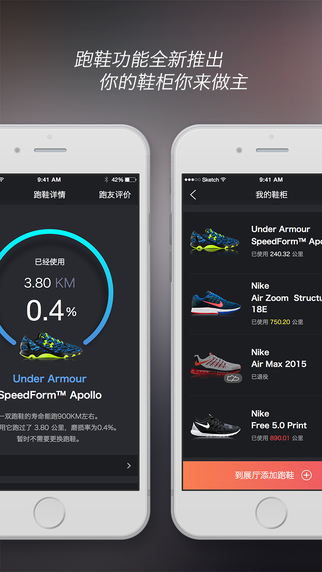 跑鞋功能全新推出
你的鞋柜你来做主
9:41 AM
42%
跑鞋详情
跑友评价
已经使用
3.80 KM
0.4%
Under Armour
SpeedForm™ Apollo
一双跑鞋的寿命能跑900KM左右。
用它跑过了 3.80 公里，磨损率为0.4%。
暂时不需要更换跑鞋。
Sketch
9:41 AM
我的鞋柜
Under Armour
SpeedForm™ Apo
已使用 240.32 公里
Nike
Air Zoom Structu
18E
已使用 750.20 公里
Nike
Air Max 2015
已退役
Nike
Free 5.0 Print
已使用 890.01 公里
到展厅添加跑鞋